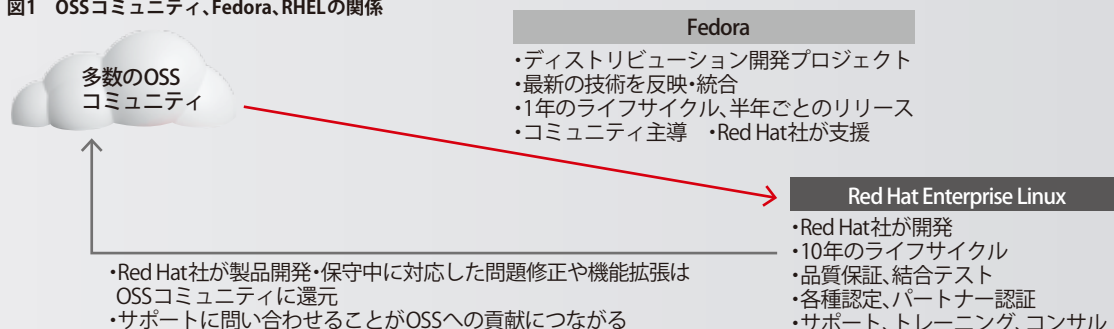 図1 OSSコミュニティ、Fedora、RHELの関係
多数のOSS
コミュニティ
Fedora
・ディストリビューション開発プロジェクト
・最新の技術を反映・統合
・1年のライフサイクル、半年ごとのリリース
・コミュニティ主導 ・Red Hat社が支援
Red Hat Enterprise Linux
・Red Hat社が開発
・10年のライフサイクル
・品質保証、結合テスト
・各種認定、パートナー認証
・サポート、トレーニング、コンサル
・Red Hat社が製品開発・保守中に対応した問題修正や機能拡張は
OSSコミュニティに還元
・サポートに問い合わせることがOSSへの貢献につながる